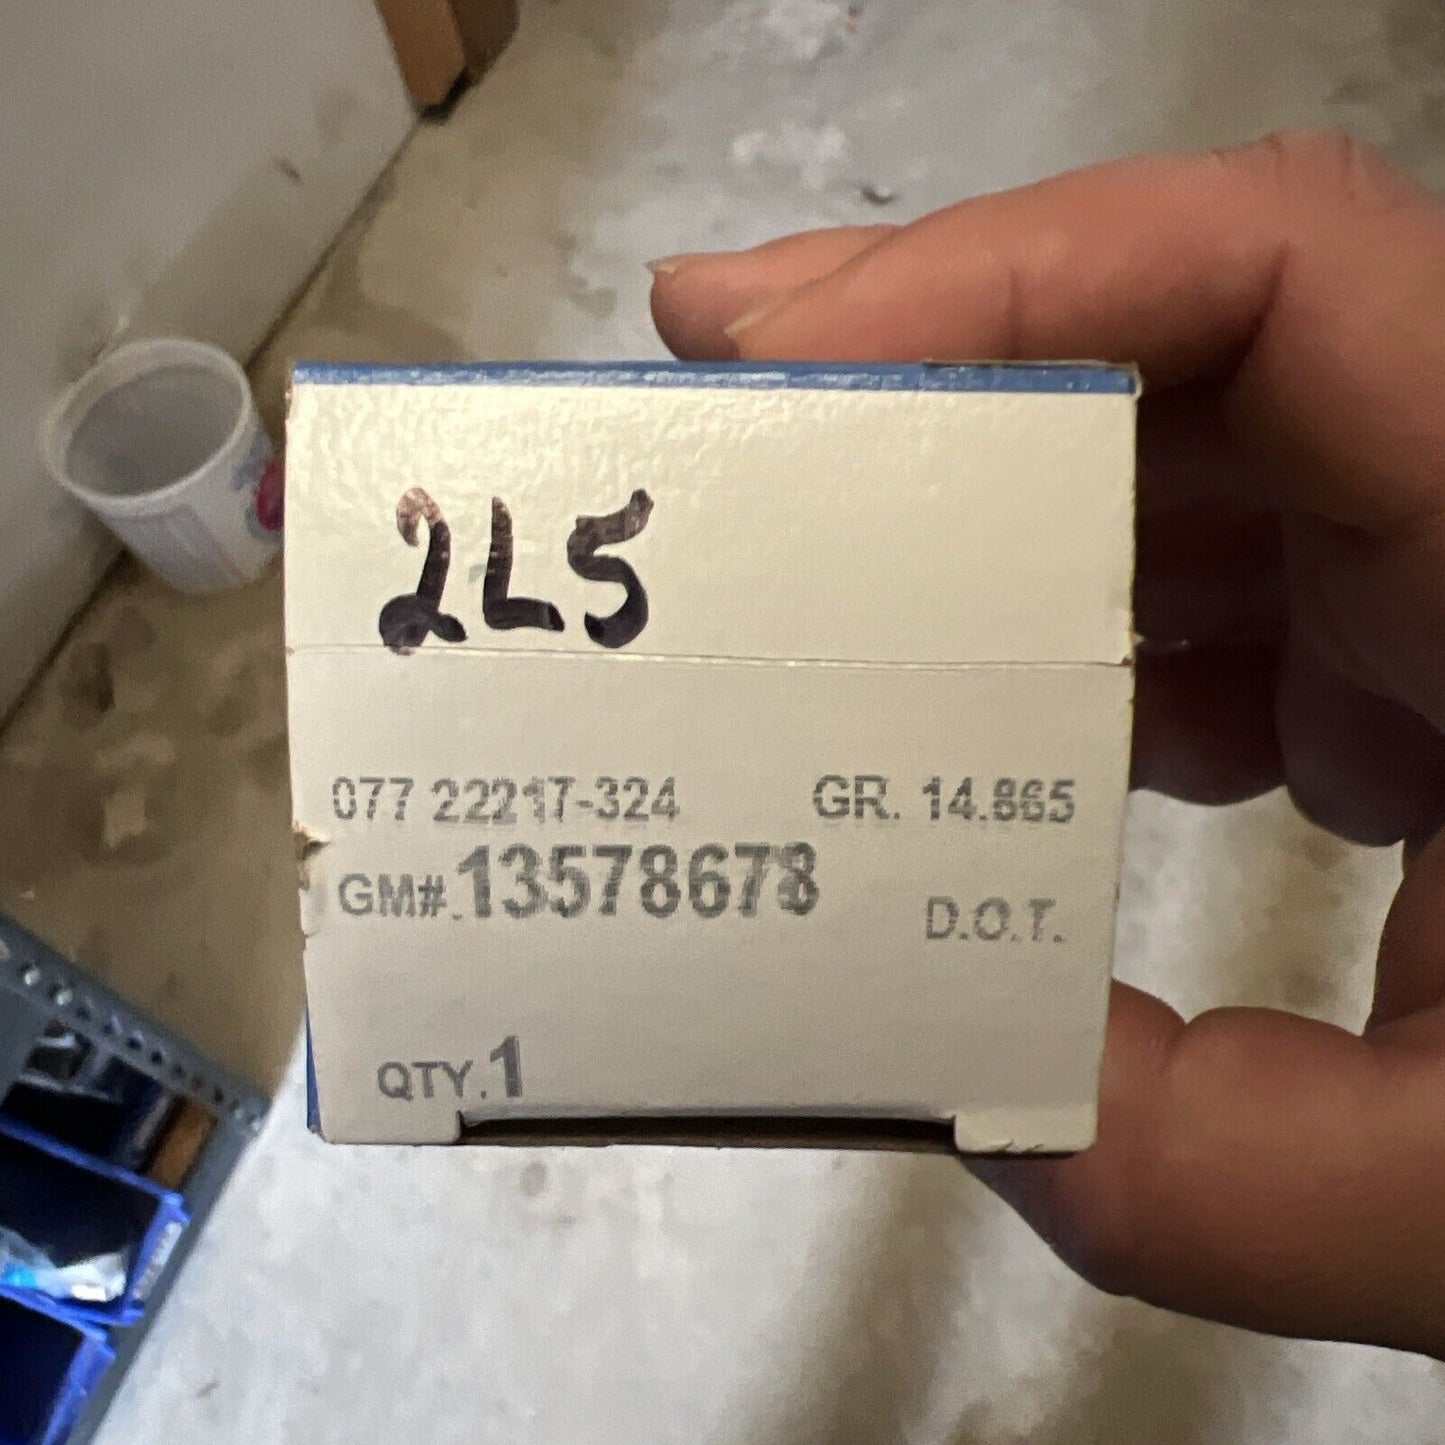 2L5
077 22217-324 GR. 14.865
GM#. 13578678
D.O.T.
QTY. 1